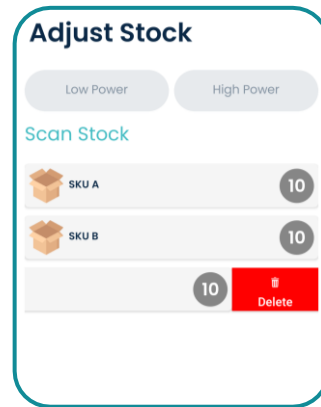 Adjust Stock
Low Power High Power
Scan Stock
SKU A 10
SKU B 10
10 Delete